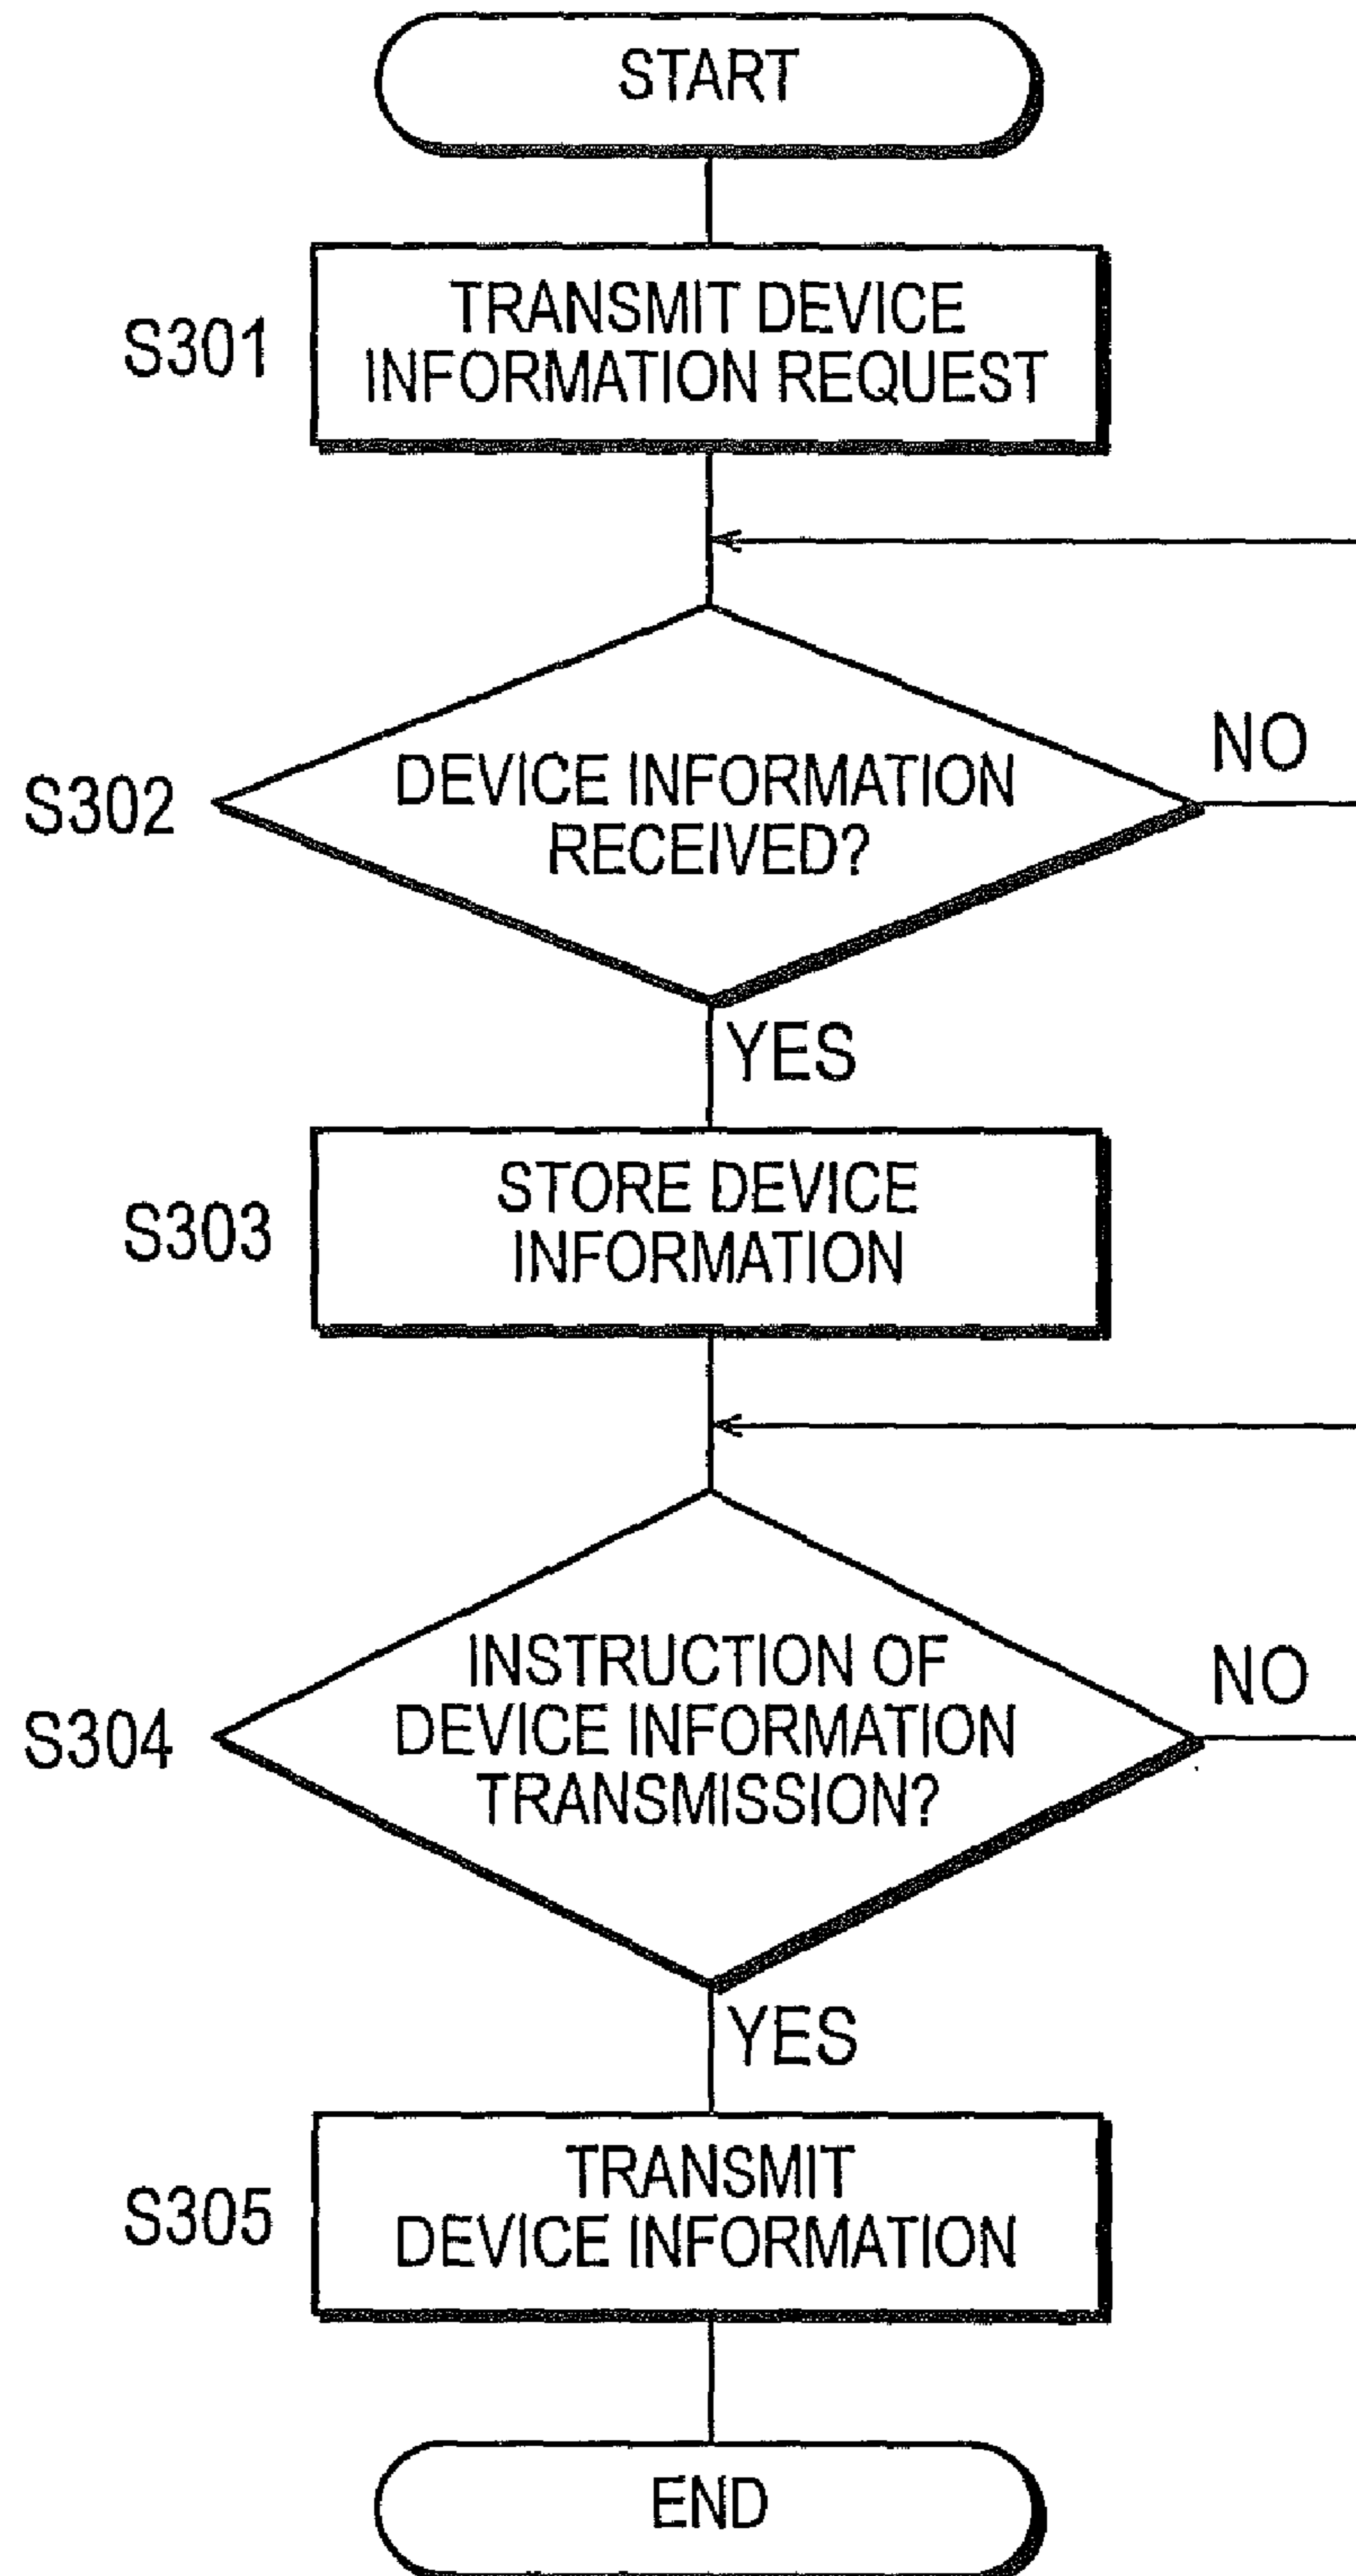 START
S301
TRANSMIT DEVICE
INFORMATION REQUEST
S302
DEVICE INFORMATION
RECEIVED?
NO
YES
S303
STORE DEVICE
INFORMATION
S304
INSTRUCTION OF
DEVICE INFORMATION
TRANSMISSION?
NO
YES
S305
TRANSMIT
DEVICE INFORMATION
END